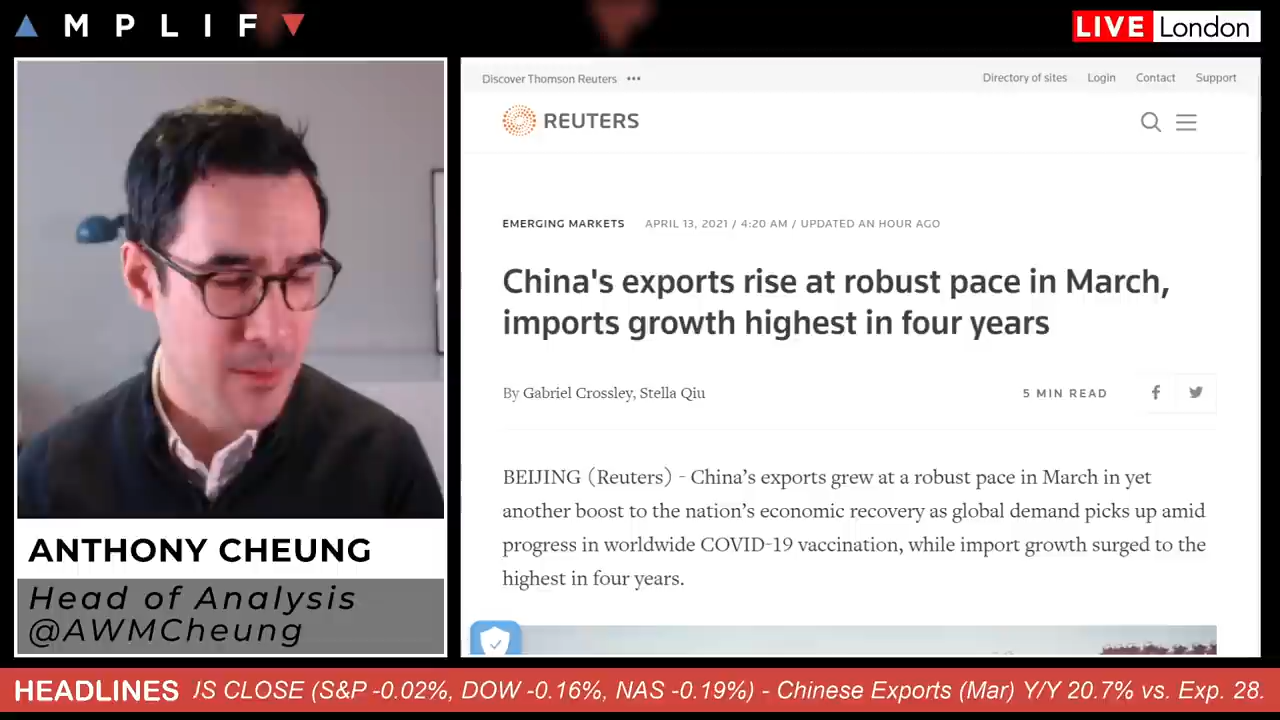 AMPLIFY
LIVE London
Discover Thomson Reuters •••
Directory of sites Login Contact Support
REUTERS
EMERGING MARKETS APRIL 13, 2021 / 4:20 AM / UPDATED AN HOUR AGO
China's exports rise at robust pace in March,
imports growth highest in four years
By Gabriel Crossley, Stella Qiu
5 MIN READ
BEIJING (Reuters) - China’s exports grew at a robust pace in March in yet
another boost to the nation’s economic recovery as global demand picks up amid
progress in worldwide COVID-19 vaccination, while import growth surged to the
highest in four years.
ANTHONY CHEUNG
Head of Analysis
@AWMCheung
HEADLINES JS CLOSE (S&P -0.02%, DOW -0.16%, NAS -0.19%) - Chinese Exports (Mar) Y/Y 20.7% vs. Exp. 28.